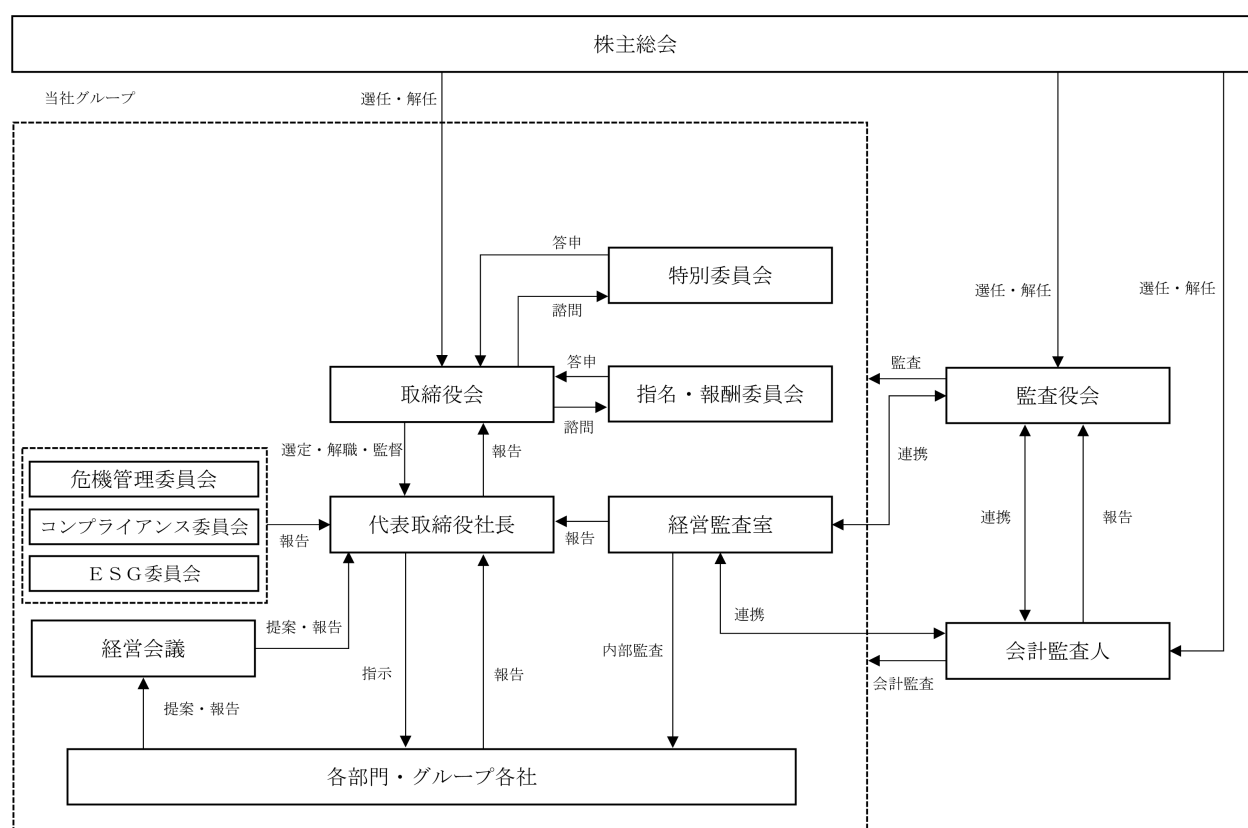 株主総会
当社グループ
選任・解任
選任・解任
選任・解任
答申
特別委員会
諮問
答申
取締役会
指名・報酬委員会
諮問
監査
監査役会
選定・解職・監督
報告
連携
危機管理委員会
コンプライアンス委員会
ESG委員会
報告
代表取締役社長
報告
経営監査室
連携
報告
経営会議
提案・報告
連携
内部監査
会計監査人
会計監査
指示
報告
提案・報告
各部門・グループ各社